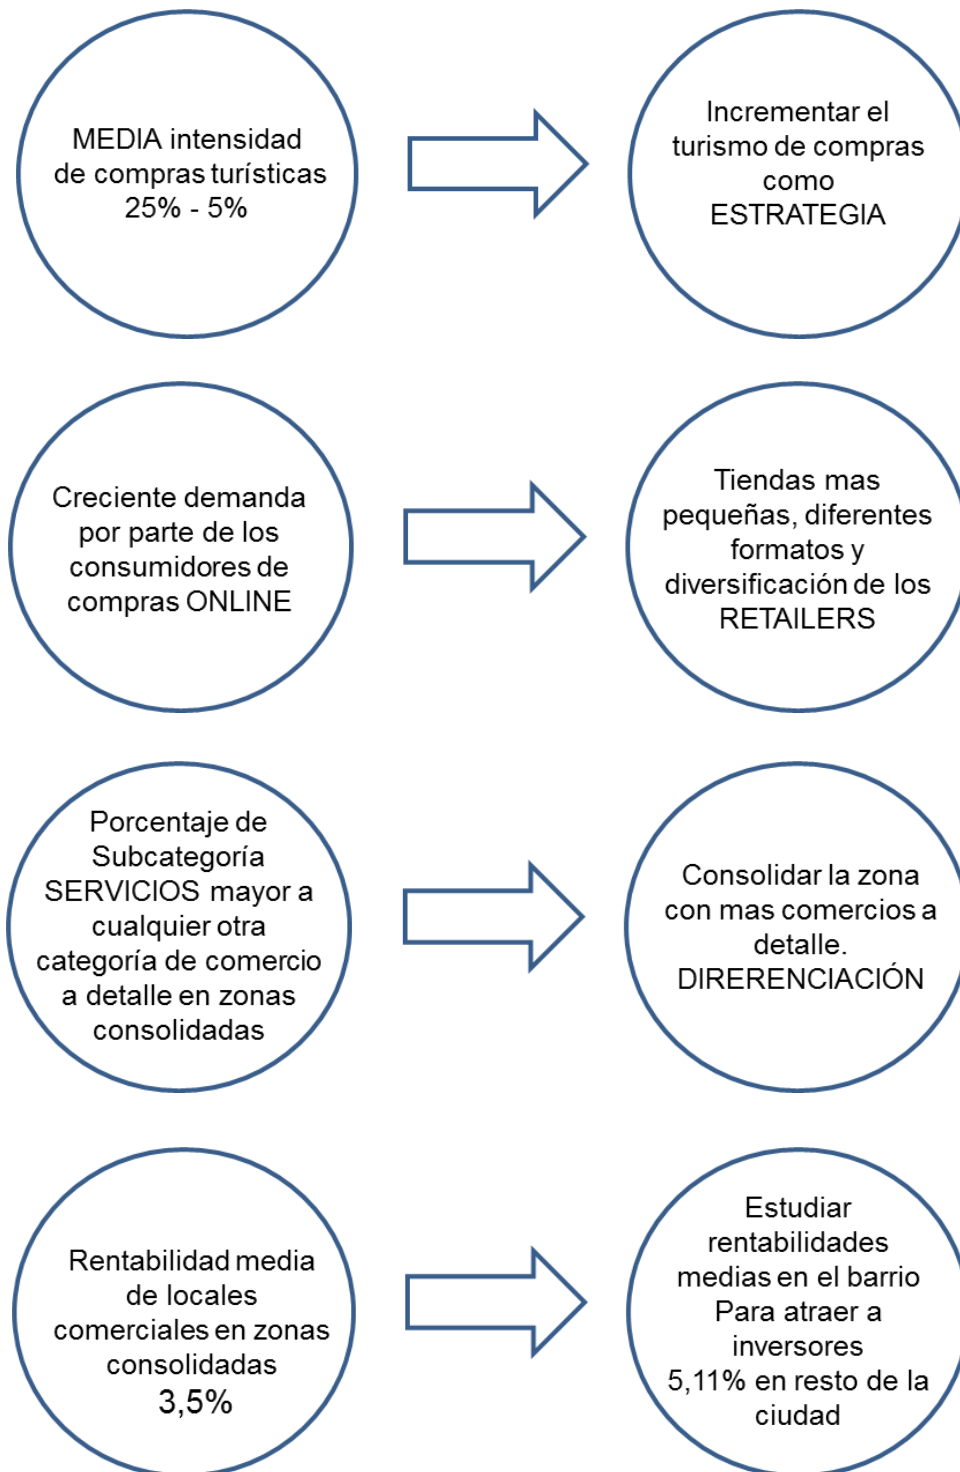 MEDIA intensidad
de compras turísticas
25% - 5%
Incrementar el
turismo de compras
como
ESTRATEGIA
Creciente demanda
por parte de los
consumidores de
compras ONLINE
Tiendas mas
pequeñas, diferentes
formatos y
diversificación de los
RETAILERS
Porcentaje de
Subcategoría
SERVICIOS mayor a
cualquier otra
categoría de comercio
a detalle en zonas
consolidadas
Consolidar la zona
con mas comercios a
detalle.
DIRERENCIACIÓN
Rentabilidad media
de locales
comerciales en zonas
consolidadas
3,5%
Estudiar
rentabilidades
medias en el barrio
Para atraer a
inversores
5,11% en resto de la
ciudad